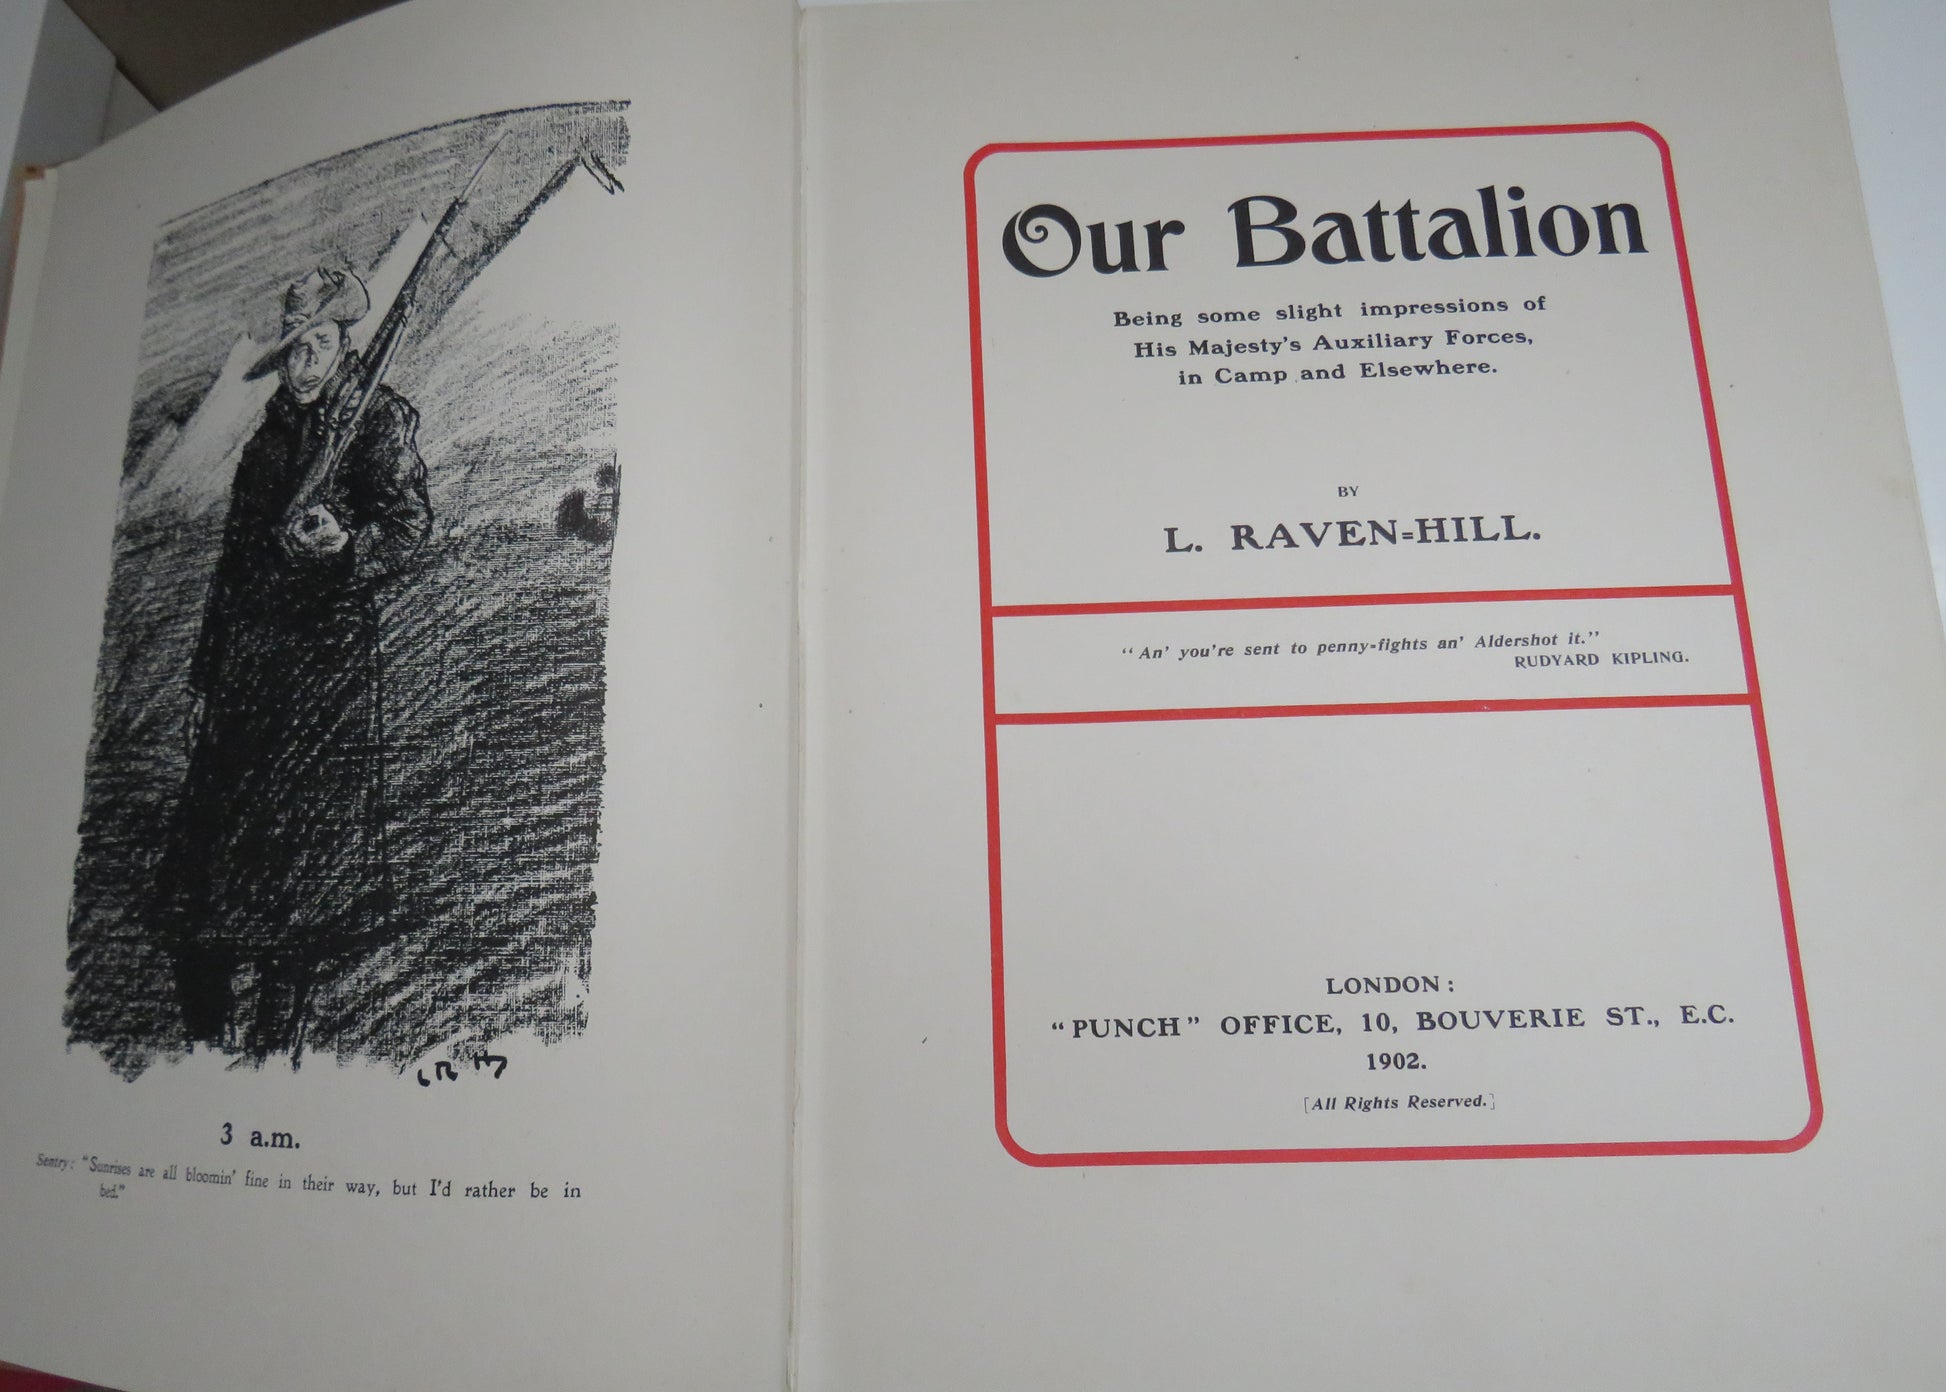 3 a.m.
Sentry: "Sunrises are all bloomin' fine in their way, but I'd rather be in
bed."
Our Battalion
Being some slight impressions of
His Majesty's Auxiliary Forces,
in Camp and Elsewhere.
BY
L. RAVEN-HILL.
"An' you're sent to penny-fights an' Aldershot it."
RUDYARD KIPLING.
LONDON:
"PUNCH" OFFICE, 10, BOUVERIE ST., E.C.
1902.
[All Rights Reserved.]